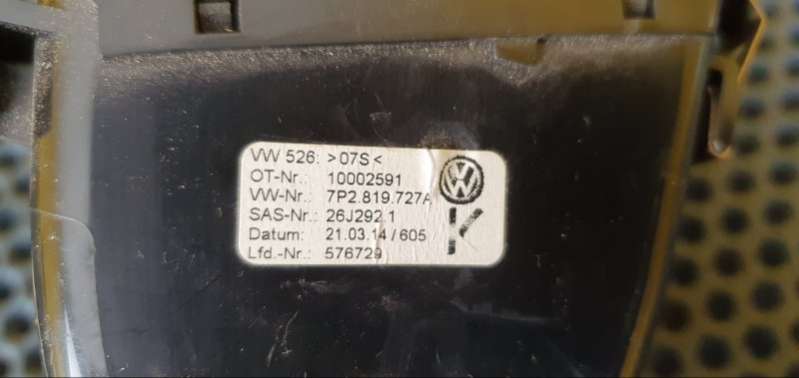 VW 526: >07S<
OT-Nr.: 10002591
VW-Nr.: 7P2.819.727A
SAS-Nr.: 26J292.1
Datum: 21.03.14/605
Lfd.-Nr.: 576729
K